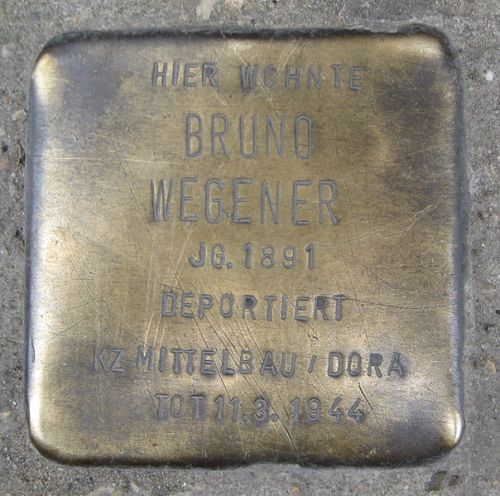 HIER WOHNTE
BRUNO
WEGENER
JG. 1891
DEPORTIERT
KZ MITTELBAU / DORA
TOT 11.3. 1944